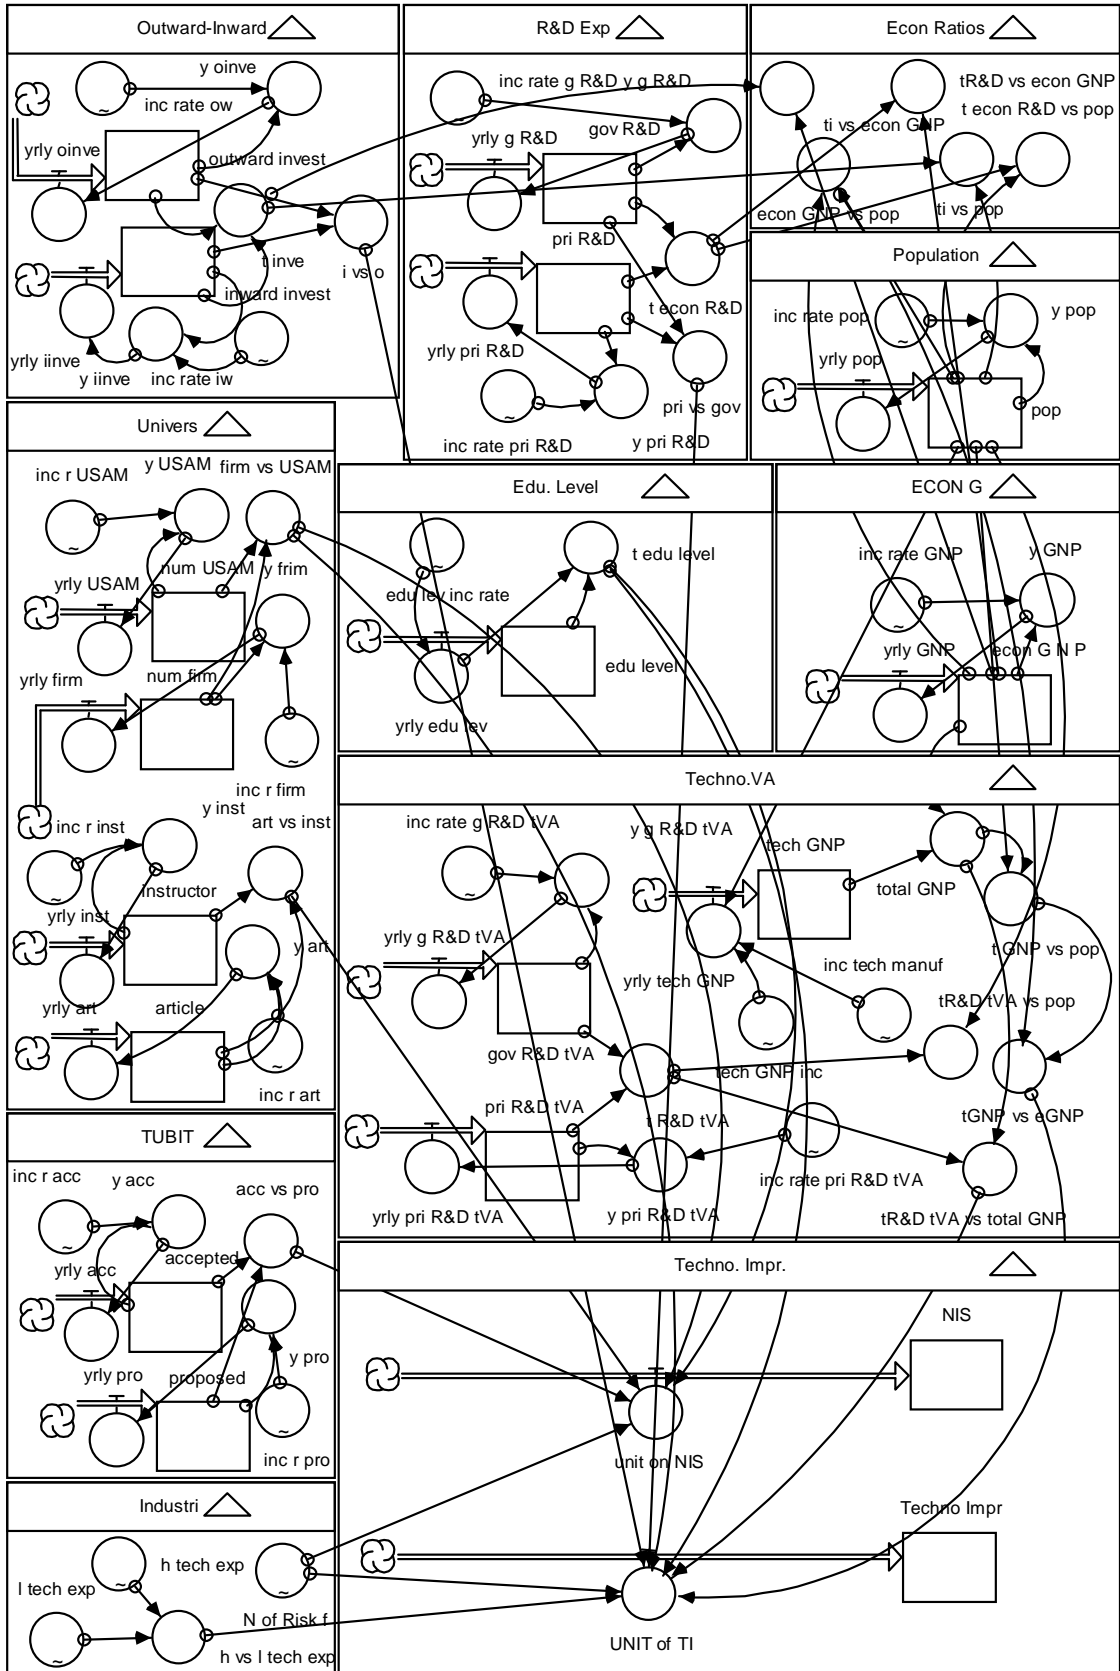 Outward-Inward
y oinve
inc rate ow
yrly oinve
outward invest
t inve
i vs o
inward invest
yrly iinve
y iinve
inc rate iw
R&D Exp
inc rate g R&D
y g R&D
yrly g R&D
gov R&D
pri R&D
t econ R&D
yrly pri R&D
pri vs gov
inc rate pri R&D
y pri R&D
Econ Ratios
tR&D vs econ GNP
t econ R&D vs pop
ti vs econ GNP
econ GNP vs pop
ti vs pop
Population
inc rate pop
y pop
yrly pop
pop
Univers
inc r USAM
y USAM
firm vs USAM
num USAM
y frim
yrly USAM
yrly firm
num firm
inc r firm
y inst
art vs inst
inc r inst
instructor
yrly inst
y art
yrly art
article
inc r art
Edu. Level
t edu level
edu lev inc rate
edu level
yrly edu lev
ECON G
inc rate GNP
y GNP
yrly GNP
econ G N P
Techno.VA
inc rate g R&D tVA
y g R&D tVA
tech GNP
total GNP
yrly g R&D tVA
t GNP vs pop
inc tech manuf
yrly tech GNP
tR&D tVA vs pop
gov R&D tVA
tech GNP inc
pri R&D tVA
t R&D tVA
tGNP vs eGNP
inc rate pri R&D tVA
yrly pri R&D tVA
y pri R&D tVA
tR&D tVA vs total GNP
TUBIT
inc r acc
y acc
acc vs pro
accepted
yrly acc
y pro
yrly pro
proposed
inc r pro
Techno. Impr.
NIS
unit on NIS
Techno Impr
UNIT of TI
Industri
h tech exp
l tech exp
N of Risk f
h vs l tech exp